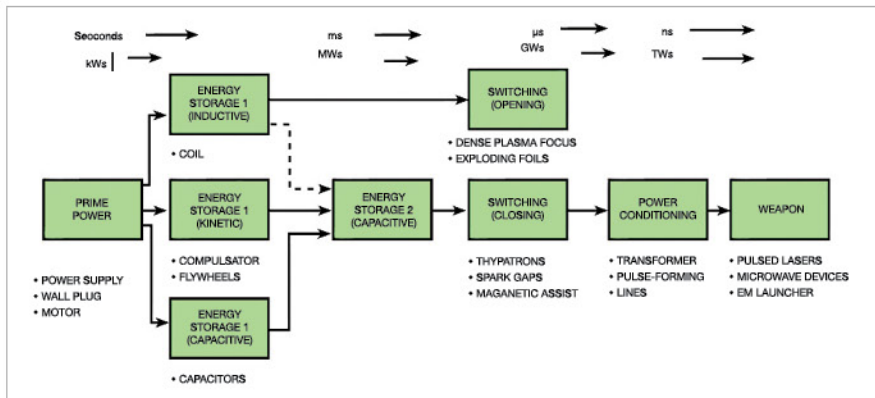 Seoconds
kWs
ms
MWs
µs
GWs
ns
TWs
ENERGY
STORAGE 1
(INDUCTIVE)
• COIL
SWITCHING
(OPENING)
• DENSE PLASMA FOCUS
• EXPLODING FOILS
PRIME
POWER
• POWER SUPPLY
• WALL PLUG
• MOTOR
ENERGY
STORAGE 1
(KINETIC)
• COMPULSATOR
• FLYWHEELS
ENERGY
STORAGE 2
(CAPACITIVE)
SWITCHING
(CLOSING)
• THYPATRONS
• SPARK GAPS
• MAGANETIC ASSIST
POWER
CONDITIONING
• TRANSFORMER
• PULSE-FORMING
• LINES
WEAPON
• PULSED LASERS
• MICROWAVE DEVICES
• EM LAUNCHER
ENERGY
STORAGE 1
(CAPACITIVE)
• CAPACITORS